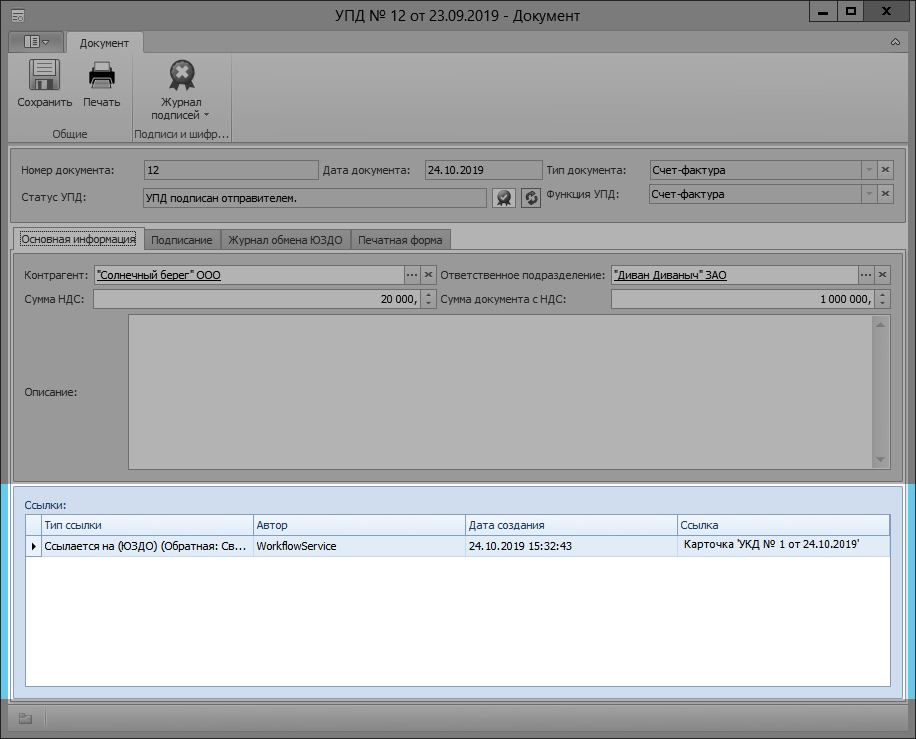 УПД № 12 от 23.09.2019 - Документ
Документ
Сохранить Печать Журнал подписей
Общие Подписи и шифр...
Номер документа: 12 Дата документа: 24.10.2019 Тип документа: Счет-фактура
Статус УПД: УПД подписан отправителем. Функция УПД: Счет-фактура
Основная информация Подписание Журнал обмена ЮЗДО Печатная форма
Контрагент: "Солнечный берег" ООО Ответственное подразделение: "Диван Диваныч" ЗАО
Сумма НДС: 20 000, Сумма документа с НДС: 1 000 000,
Описание:
Ссылки:
Тип ссылки Автор Дата создания Ссылка
Ссылается на (ЮЗДО) (Обратная: Св... WorkflowService 24.10.2019 15:32:43 Карточка 'УКД № 1 от 24.10.2019'